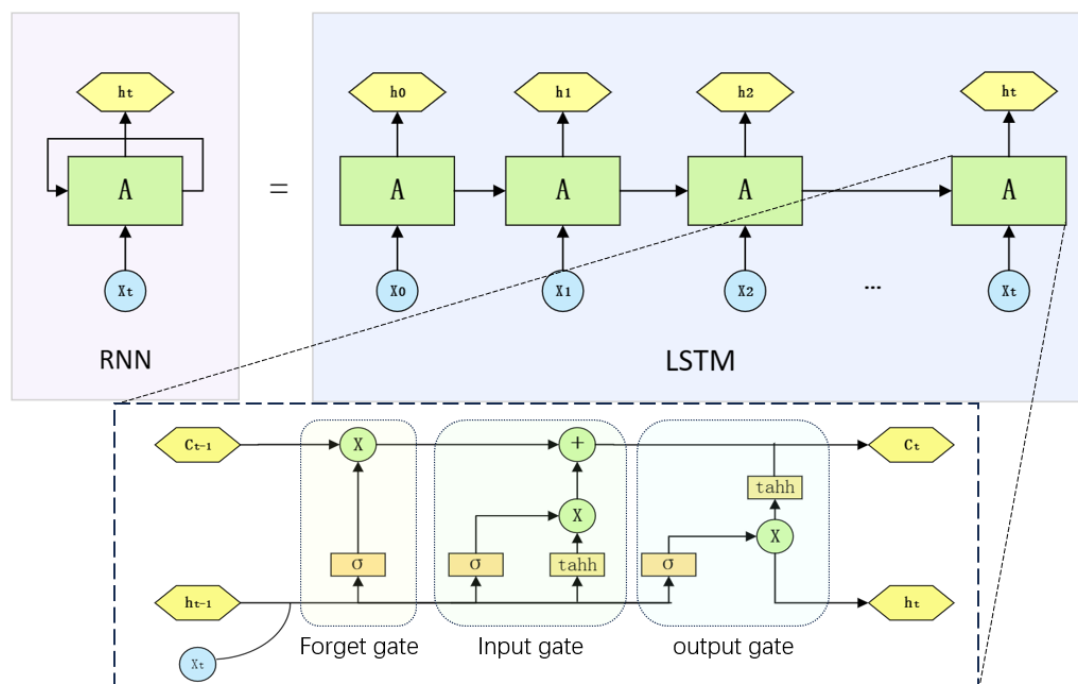 ht
h0
h1
h2
ht
A
=
A
A
A
A
Xt
X0
X1
X2
...
Xt
RNN
LSTM
Ct-1
X
+
Ct
tahh
X
X
σ
σ
tahh
σ
ht-1
ht
Forget gate
Input gate
output gate
Xt